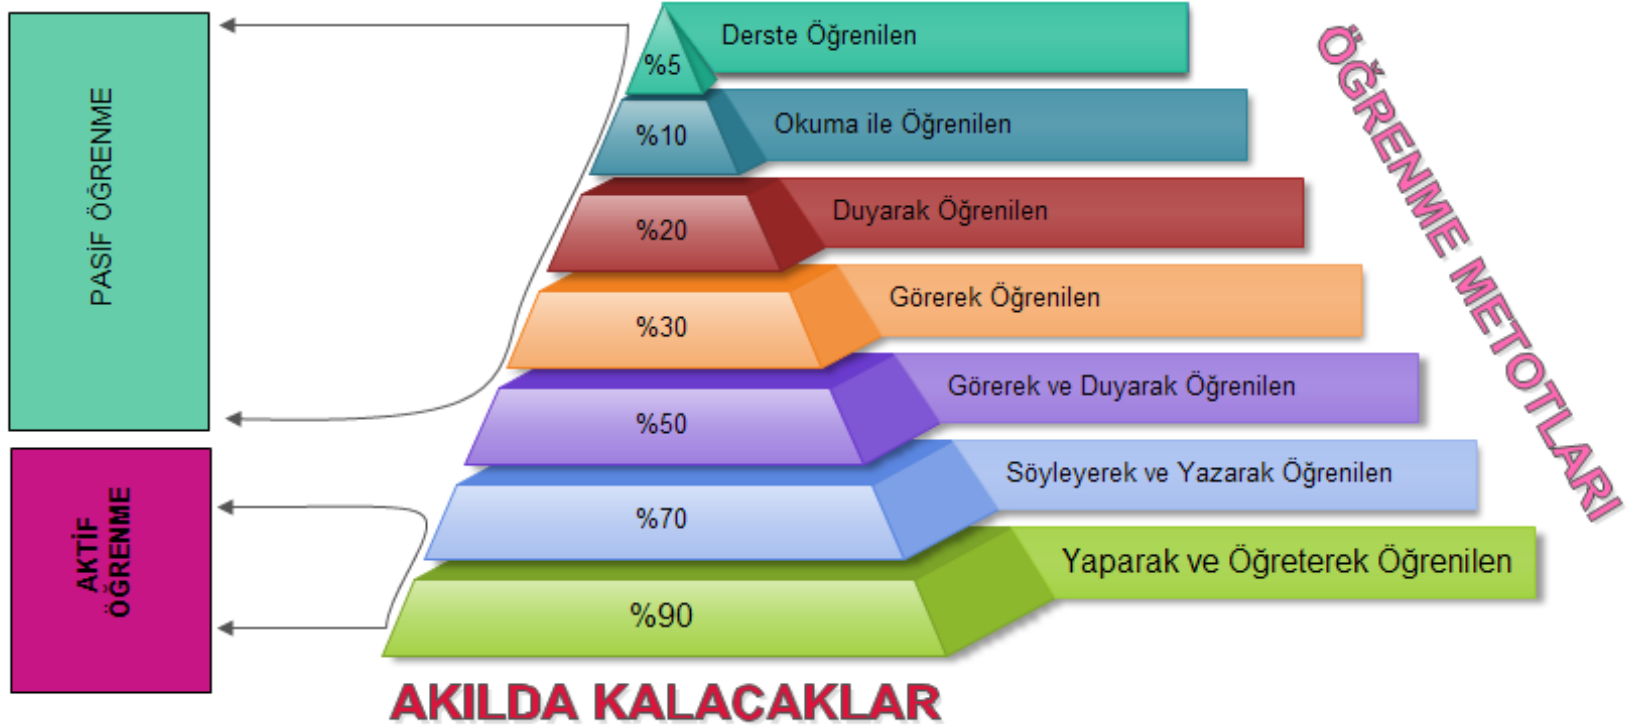 PASİF ÖĞRENME
AKTİF
ÖĞRENME
%5
Derste Öğrenilen
%10
Okuma ile Öğrenilen
%20
Duyarak Öğrenilen
%30
Görerek Öğrenilen
%50
Görerek ve Duyarak Öğrenilen
%70
Söyleyerek ve Yazarak Öğrenilen
%90
Yaparak ve Öğreterek Öğrenilen
ÖĞRENME METOTLARI
AKILDA KALACAKLAR